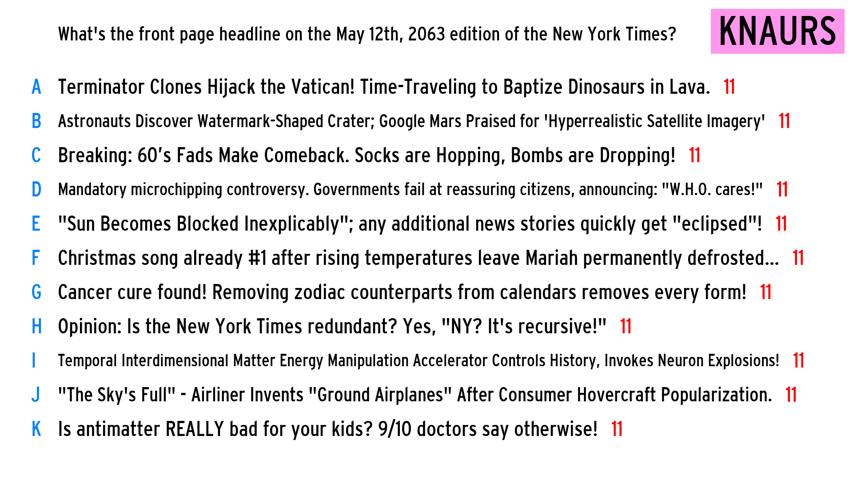 What's the front page headline on the May 12th, 2063 edition of the New York Times? KNAURS
A Terminator Clones Hijack the Vatican! Time-Traveling to Baptize Dinosaurs in Lava. 11
B Astronauts Discover Watermark-Shaped Crater; Google Mars Praised for 'Hyperrealistic Satellite Imagery' 11
C Breaking: 60's Fads Make Comeback. Socks are Hopping, Bombs are Dropping! 11
D Mandatory microchipping controversy. Governments fail at reassuring citizens, announcing: "W.H.O. cares!" 11
E "Sun Becomes Blocked Inexplicably"; any additional news stories quickly get "eclipsed"! 11
F Christmas song already #1 after rising temperatures leave Mariah permanently defrosted... 11
G Cancer cure found! Removing zodiac counterparts from calendars removes every form! 11
H Opinion: Is the New York Times redundant? Yes, "NY? It's recursive!" 11
I Temporal Interdimensional Matter Energy Manipulation Accelerator Controls History, Invokes Neuron Explosions! 11
J "The Sky's Full" - Airliner Invents "Ground Airplanes" After Consumer Hovercraft Popularization. 11
K Is antimatter REALLY bad for your kids? 9/10 doctors say otherwise! 11